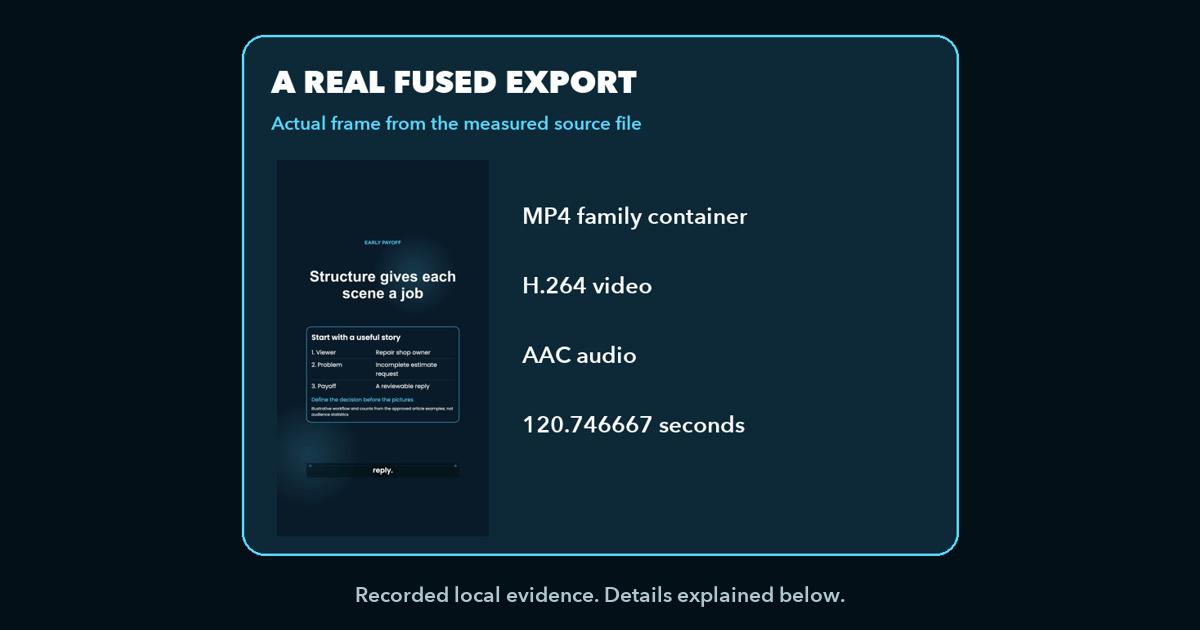 A REAL FUSED EXPORT
Actual frame from the measured source file
EARLY PAYOFF
Structure gives each
scene a job
Start with a useful story
1. Viewer Repair shop owner
2. Problem Incomplete estimate
request
3. Payoff A reviewable reply
Define the decision before the pictures
Illustrative workflow and counts from the approved article examples; not
audience statistics
reply.
MP4 family container
H.264 video
AAC audio
120.746667 seconds
Recorded local evidence. Details explained below.